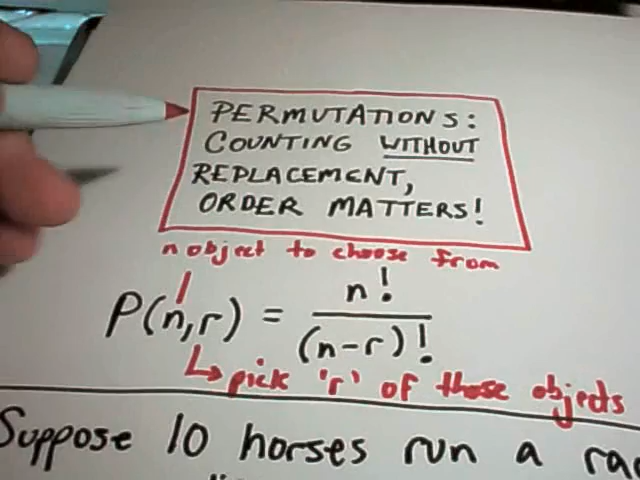 PERMUTATIONS:
COUNTING WITHOUT
REPLACEMENT,
ORDER MATTERS!
n object to choose from
P(n,r) = n! / (n-r)!
↳ pick 'r' of those objects
Suppose 10 horses run a